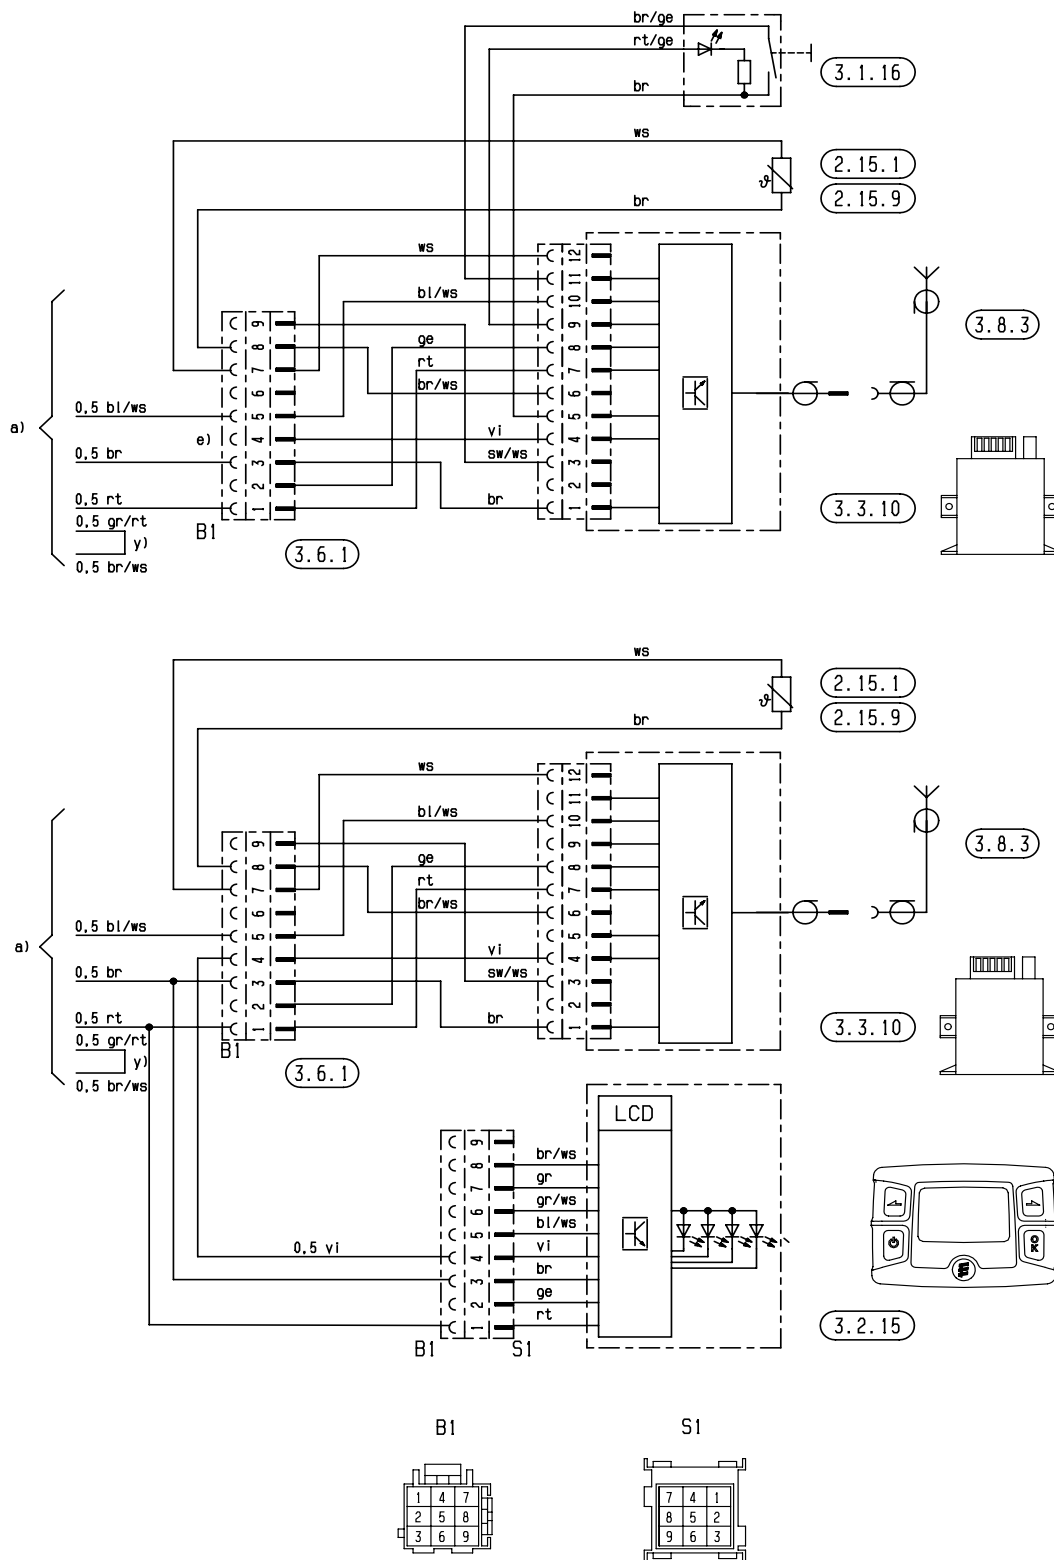 br/ge
rt/ge
3.1.16
br
ws
2.15.1
2.15.9
br
ws
12
11
bl/ws
10
3.8.3
9
9
ge
8
8
rt
7
7
br/ws
6
6
0,5 bl/ws
5
5
a)
e)
4
vi
4
0,5 br
3
sw/ws
3
2
2
0,5 rt
1
br
1
3.3.10
0,5 gr/rt
B1
y)
3.6.1
0,5 br/ws
ws
2.15.1
2.15.9
br
ws
12
11
bl/ws
10
3.8.3
9
9
ge
8
8
rt
7
7
br/ws
6
6
0,5 bl/ws
5
5
a)
4
vi
4
0,5 br
3
sw/ws
3
2
2
0,5 rt
1
br
1
3.3.10
0,5 gr/rt
B1
y)
3.6.1
0,5 br/ws
LCD
9
br/ws
8
gr
7
gr/ws
6
bl/ws
5
0,5 vi
4
vi
br
3
ge
2
rt
1
OK
3.2.15
B1
S1
B1
S1
1 4 7
2 5 8
3 6 9
7 4 1
8 5 2
9 6 3